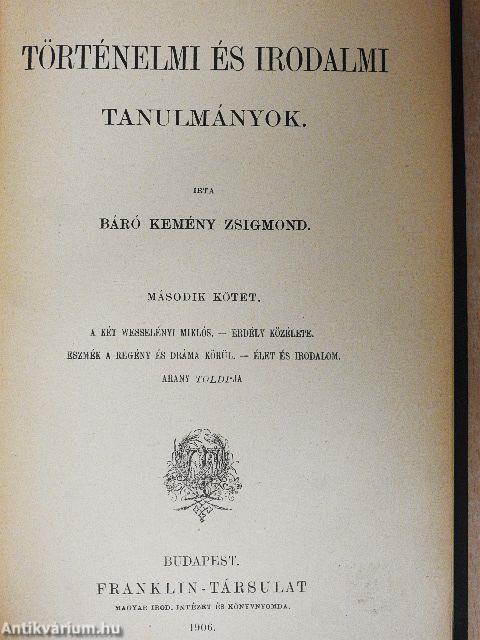 TÖRTÉNELMI ÉS IRODALMI
TANULMÁNYOK.
IRTA
BÁRÓ KEMÉNY ZSIGMOND.
MÁSODIK KÖTET.
A KÉT WESSELÉNYI MIKLÓS. — ERDÉLY KÖZÉLETE.
ESZMÉK A REGÉNY ÉS DRÁMA KÖRÜL. — ÉLET ÉS IRODALOM.
ARANY TOLDI-JA
BUDAPEST.
FRANKLIN-TÁRSULAT
MAGYAR IROD. INTÉZET ÉS KÖNYVNYOMDA.
1906.
Antikvárium.hu